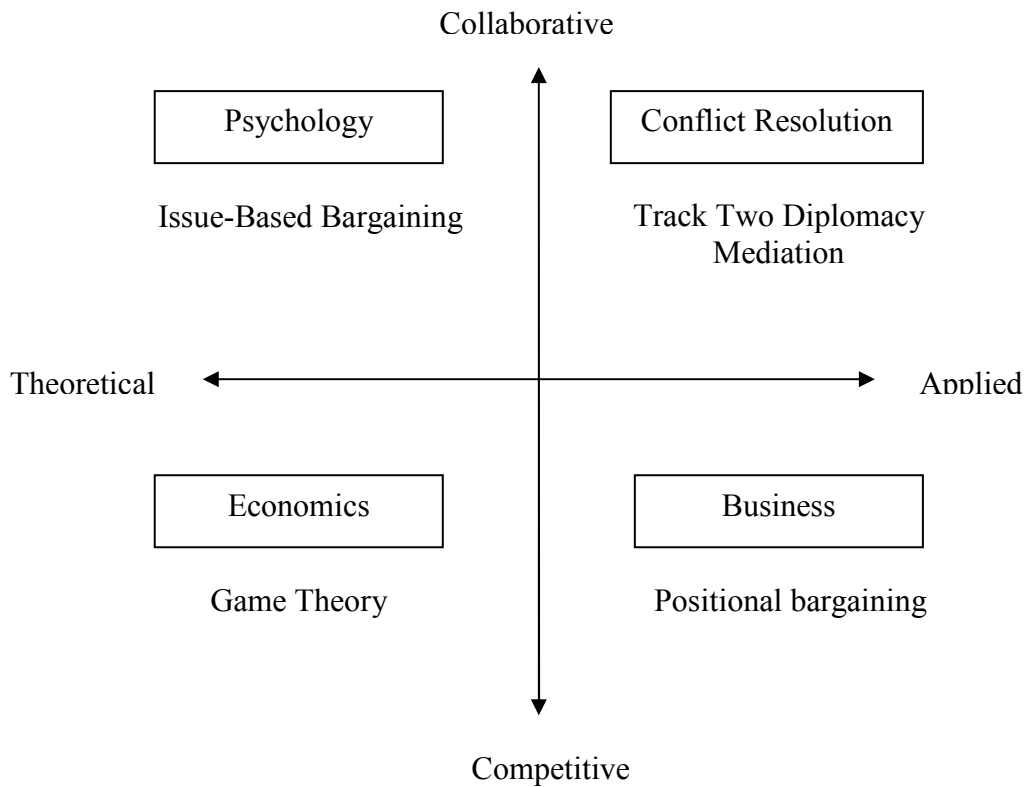 Collaborative
Psychology
Conflict Resolution
Issue-Based Bargaining
Track Two Diplomacy
Mediation
Theoretical
Applied
Economics
Business
Game Theory
Positional bargaining
Competitive